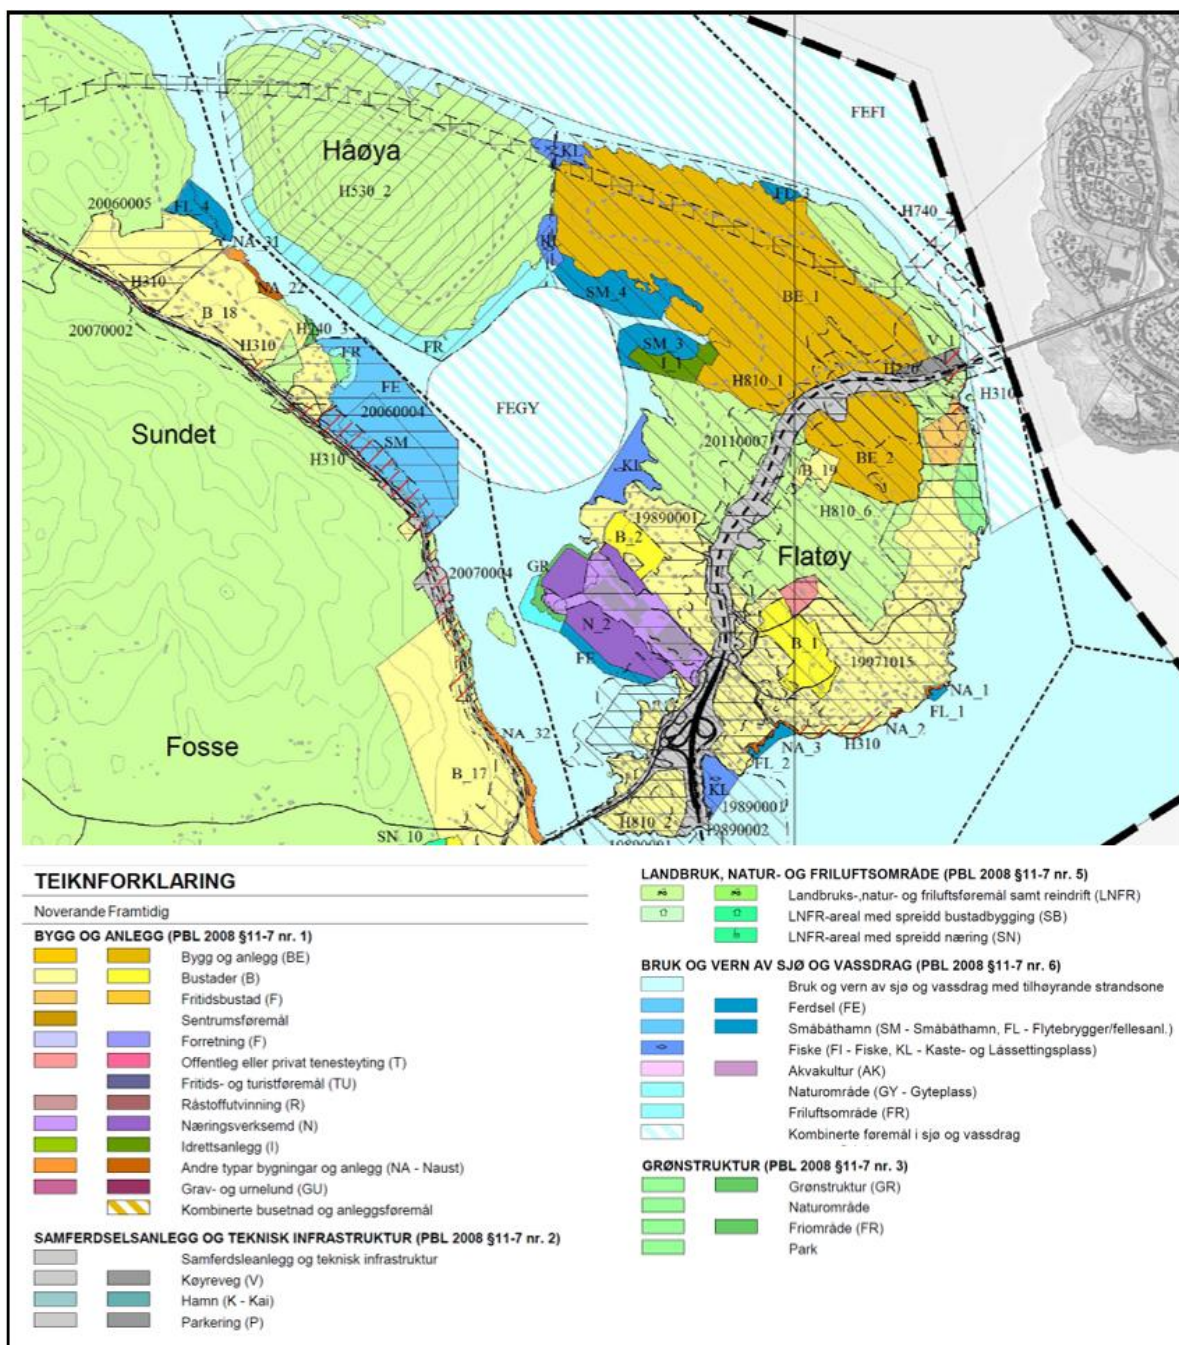 FEFI
KL
Håøya
H530_2
20060005
FL_4
FL_3
H740_4
NA_31
KL
H310
NA_22
SM_4
BE_1
B_18
20070002
H740_3
H310
FR
FR
SM_3
I_1
V_1
H220
FE
FEGY
H810_1
H310
20060004
Sundet
SM
20110007
H310
KL
B_19
BE_2
19890001
H810_6
B_2
Flatøy
GR
20070004
N_2
B_1
FE
19971015
NA_1
FL_1
NA_32
NA_2
Fosse
NA_3
H310
FL_2
B_17
KL
19890001
H810_2
19890002
SN_10
19890001
TEIKNFORKLARING
Noverande Framtidig
BYGG OG ANLEGG (PBL 2008 §11-7 nr. 1)
Bygg og anlegg (BE)
Bustader (B)
Fritidsbustad (F)
Sentrumsføremål
Forretning (F)
Offentleg eller privat tenesteyting (T)
Fritids- og turistføremål (TU)
Råstoffutvinning (R)
Næringsverksemd (N)
Idrettsanlegg (I)
Andre typar bygningar og anlegg (NA - Naust)
Grav- og urnelund (GU)
Kombinerte busetnad og anleggsføremål
SAMFERDSELSANLEGG OG TEKNISK INFRASTRUKTUR (PBL 2008 §11-7 nr. 2)
Samferdsleanlegg og teknisk infrastruktur
Køyreveg (V)
Hamn (K - Kai)
Parkering (P)
LANDBRUK, NATUR- OG FRILUFTSOMRÅDE (PBL 2008 §11-7 nr. 5)
Landbruks-,natur- og friluftsføremål samt reindrift (LNFR)
LNFR-areal med spreidd bustadbygging (SB)
LNFR-areal med spreidd næring (SN)
BRUK OG VERN AV SJØ OG VASSDRAG (PBL 2008 §11-7 nr. 6)
Bruk og vern av sjø og vassdrag med tilhøyrande strandsone
Ferdsel (FE)
Småbåthamn (SM - Småbåthamn, FL - Flytebrygger/fellesanl.)
Fiske (FI - Fiske, KL - Kaste- og Låssettingsplass)
Akvakultur (AK)
Naturområde (GY - Gyteplass)
Friluftsområde (FR)
Kombinerte føremål i sjø og vassdrag
GRØNSTRUKTUR (PBL 2008 §11-7 nr. 3)
Grønstruktur (GR)
Naturområde
Friområde (FR)
Park